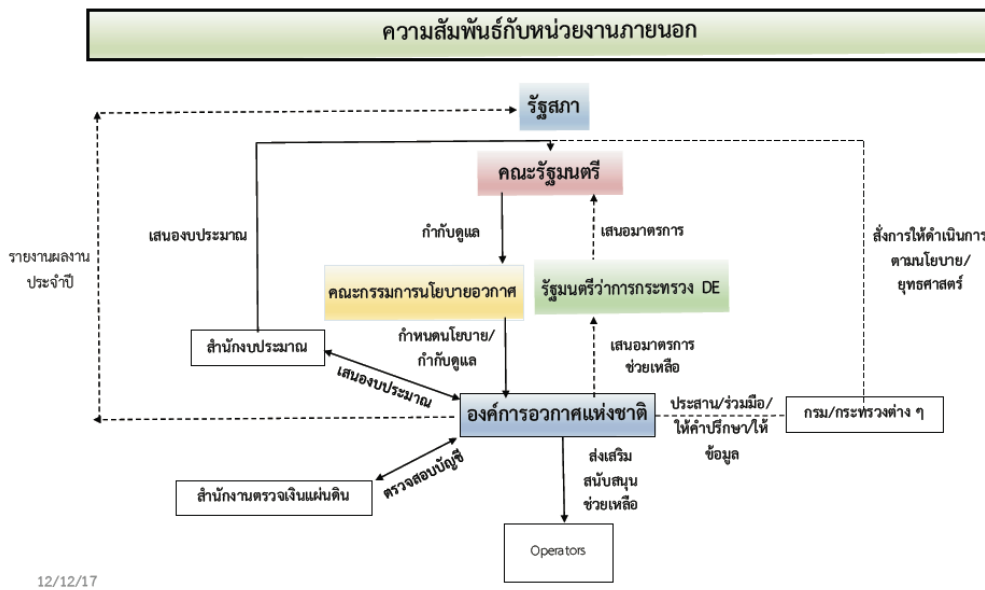 ความสัมพันธ์กับหน่วยงานภายนอก
รัฐสภา
คณะรัฐมนตรี
เสนองบประมาณ
กำกับดูแล
เสนอมาตรการ
สั่งการให้ดำเนินการ
ตามนโยบาย/
ยุทธศาสตร์
รายงานผลงาน
ประจำปี
คณะกรรมการนโยบายอวกาศ
รัฐมนตรีว่าการกระทรวง DE
สำนักงบประมาณ
กำหนดนโยบาย/
กำกับดูแล
เสนอมาตรการ
ช่วยเหลือ
เสนองบประมาณ
องค์การอวกาศแห่งชาติ
ประสาน/ร่วมมือ/
ให้คำปรึกษา/ให้
ข้อมูล
กรม/กระทรวงต่าง ๆ
ตรวจสอบบัญชี
ส่งเสริม
สนับสนุน
ช่วยเหลือ
สำนักงานตรวจเงินแผ่นดิน
Operators
12/12/17